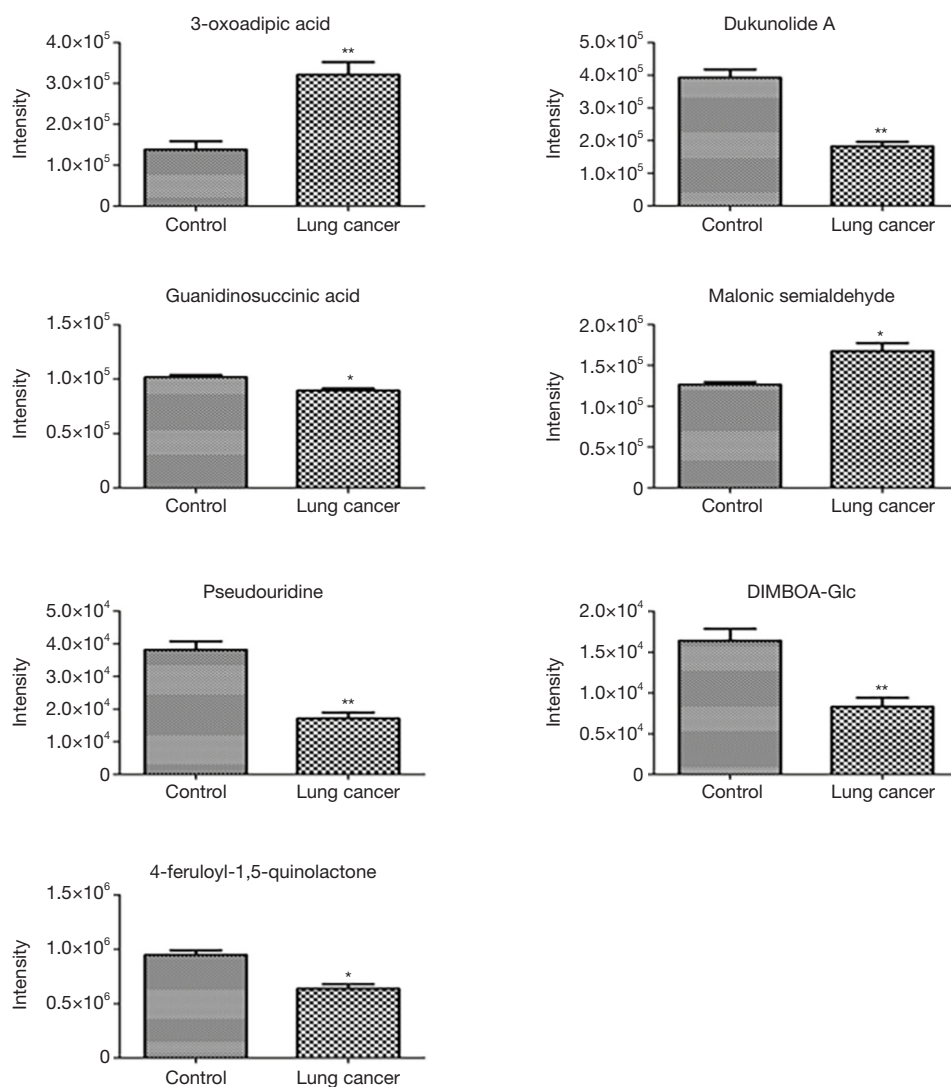 3-oxoadipic acid
4.0×10⁵
3.0×10⁵
2.0×10⁵
1.0×10⁵
0
Intensity
**
Control Lung cancer
Dukunolide A
5.0×10⁵
4.0×10⁵
3.0×10⁵
2.0×10⁵
1.0×10⁵
0
Intensity
**
Control Lung cancer
Guanidinosuccinic acid
1.5×10⁵
1.0×10⁵
0.5×10⁵
0
Intensity
*
Control Lung cancer
Malonic semialdehyde
2.0×10⁵
1.5×10⁵
1.0×10⁵
0.5×10⁵
0
Intensity
*
Control Lung cancer
Pseudouridine
5.0×10⁴
4.0×10⁴
3.0×10⁴
2.0×10⁴
1.0×10⁴
0
Intensity
**
Control Lung cancer
DIMBOA-Glc
2.0×10⁴
1.5×10⁴
1.0×10⁴
0.5×10⁴
0
Intensity
**
Control Lung cancer
4-feruloyl-1,5-quinolactone
1.5×10⁶
1.0×10⁶
0.5×10⁶
0
Intensity
*
Control Lung cancer